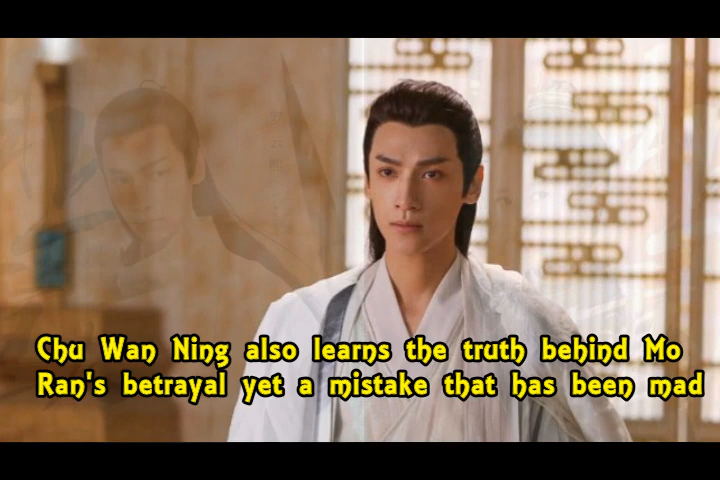 Chu Wan Ning also learns the truth behind Mo
Ran's betrayal yet a mistake that has been mad